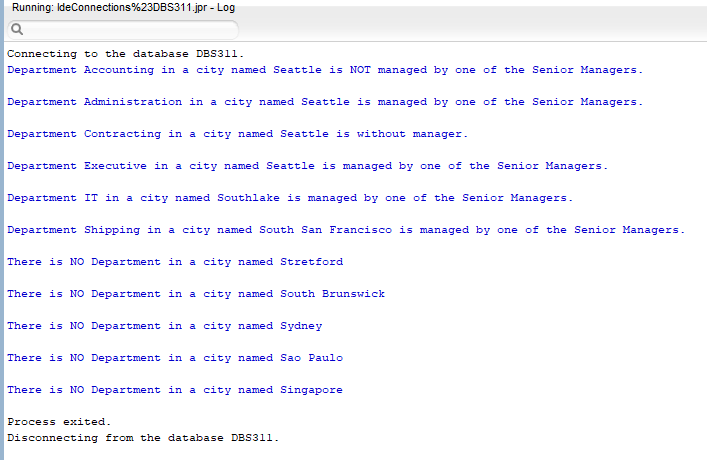 Running: IdeConnections%23DBS311.jpr - Log
Connecting to the database DBS311.
Department Accounting in a city named Seattle is NOT managed by one of the Senior Managers.
Department Administration in a city named Seattle is managed by one of the Senior Managers.
Department Contracting in a city named Seattle is without manager.
Department Executive in a city named Seattle is managed by one of the Senior Managers.
Department IT in a city named Southlake is managed by one of the Senior Managers.
Department Shipping in a city named South San Francisco is managed by one of the Senior Managers.
There is NO Department in a city named Stretford
There is NO Department in a city named South Brunswick
There is NO Department in a city named Sydney
There is NO Department in a city named Sao Paulo
There is NO Department in a city named Singapore
Process exited.
Disconnecting from the database DBS311.